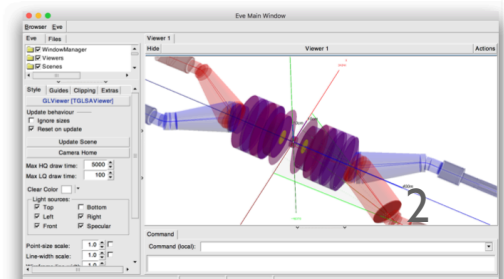 Eve Main Window
Browser Eve
Eve Files
WindowManager
Viewers
Scenes
Style Guides Clipping Extras
GLViewer [TGLSAViewer]
Update behaviour
Ignore sizes
Reset on update
Update Scene
Camera Home
Max HQ draw time: 5000
Max LQ draw time: 100
Clear Color
Light sources:
Top Bottom
Left Right
Front Specular
Point-size scale: 1.0
Line-width scale: 1.0
Viewer 1
Hide Viewer 1 Actions
2
Command
Command (local):